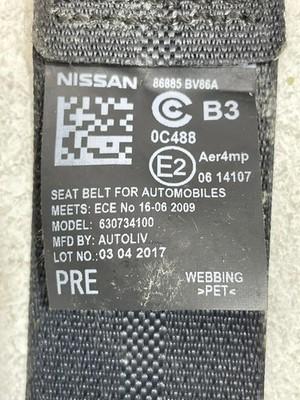 NISSAN 86885 BV86A
C B3
0C488
E2 Aer4mp
06 14107
SEAT BELT FOR AUTOMOBILES
MEETS: ECE No 16-06 2009
MODEL: 630734100
MFD BY: AUTOLIV
LOT NO.: 03 04 2017
PRE WEBBING
>PET<